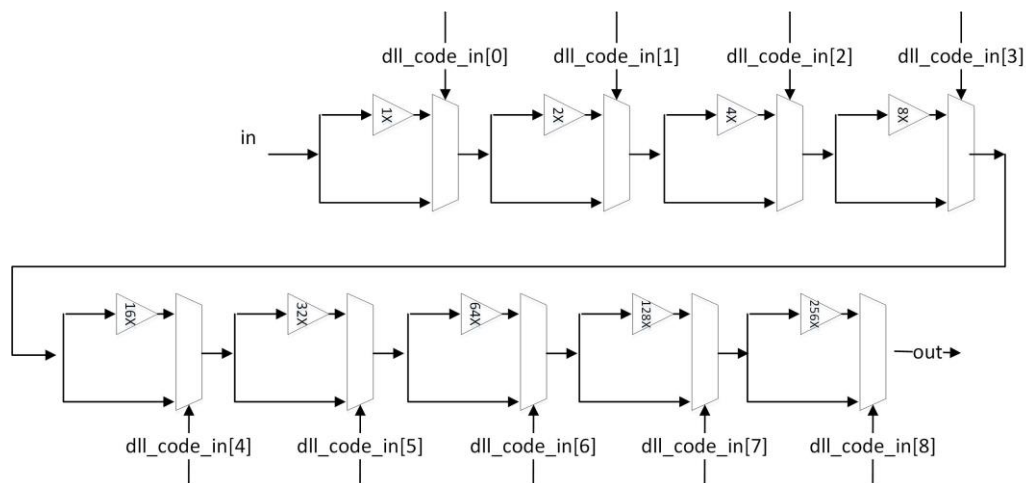 dll_code_in[0] dll_code_in[1] dll_code_in[2] dll_code_in[3]
1X 2X 4X 8X
in
16X 32X 64X 128X 256X
out
dll_code_in[4] dll_code_in[5] dll_code_in[6] dll_code_in[7] dll_code_in[8]